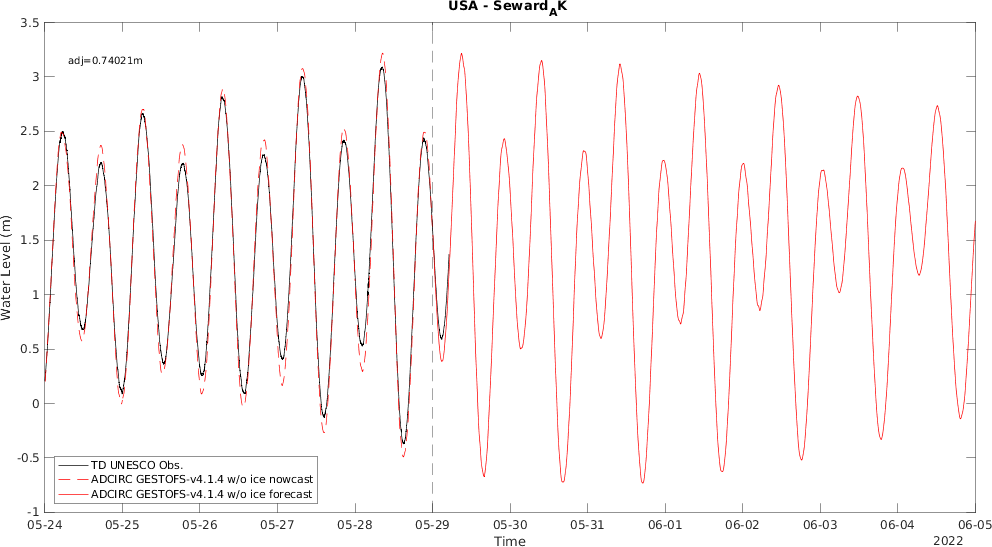 USA - Seward_AK
adj=0.74021m
3.5
3
2.5
2
1.5
1
0.5
0
-0.5
-1
Water Level (m)
TD UNESCO Obs.
ADCIRC GESTOFS-v4.1.4 w/o ice nowcast
ADCIRC GESTOFS-v4.1.4 w/o ice forecast
05-24 05-25 05-26 05-27 05-28 05-29 05-30 05-31 06-01 06-02 06-03 06-04 06-05
Time
2022